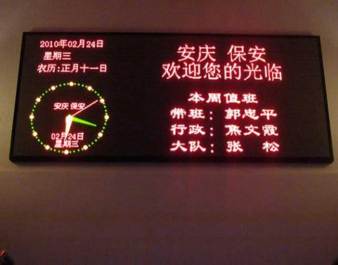 2010年02月24日
星期三
农历:正月十一日
安庆 保安
02月24日
星期三
安庆 保安
欢迎您的光临
本周值班
带班: 郭忠平
行政: 焦文霞
大队: 张 松